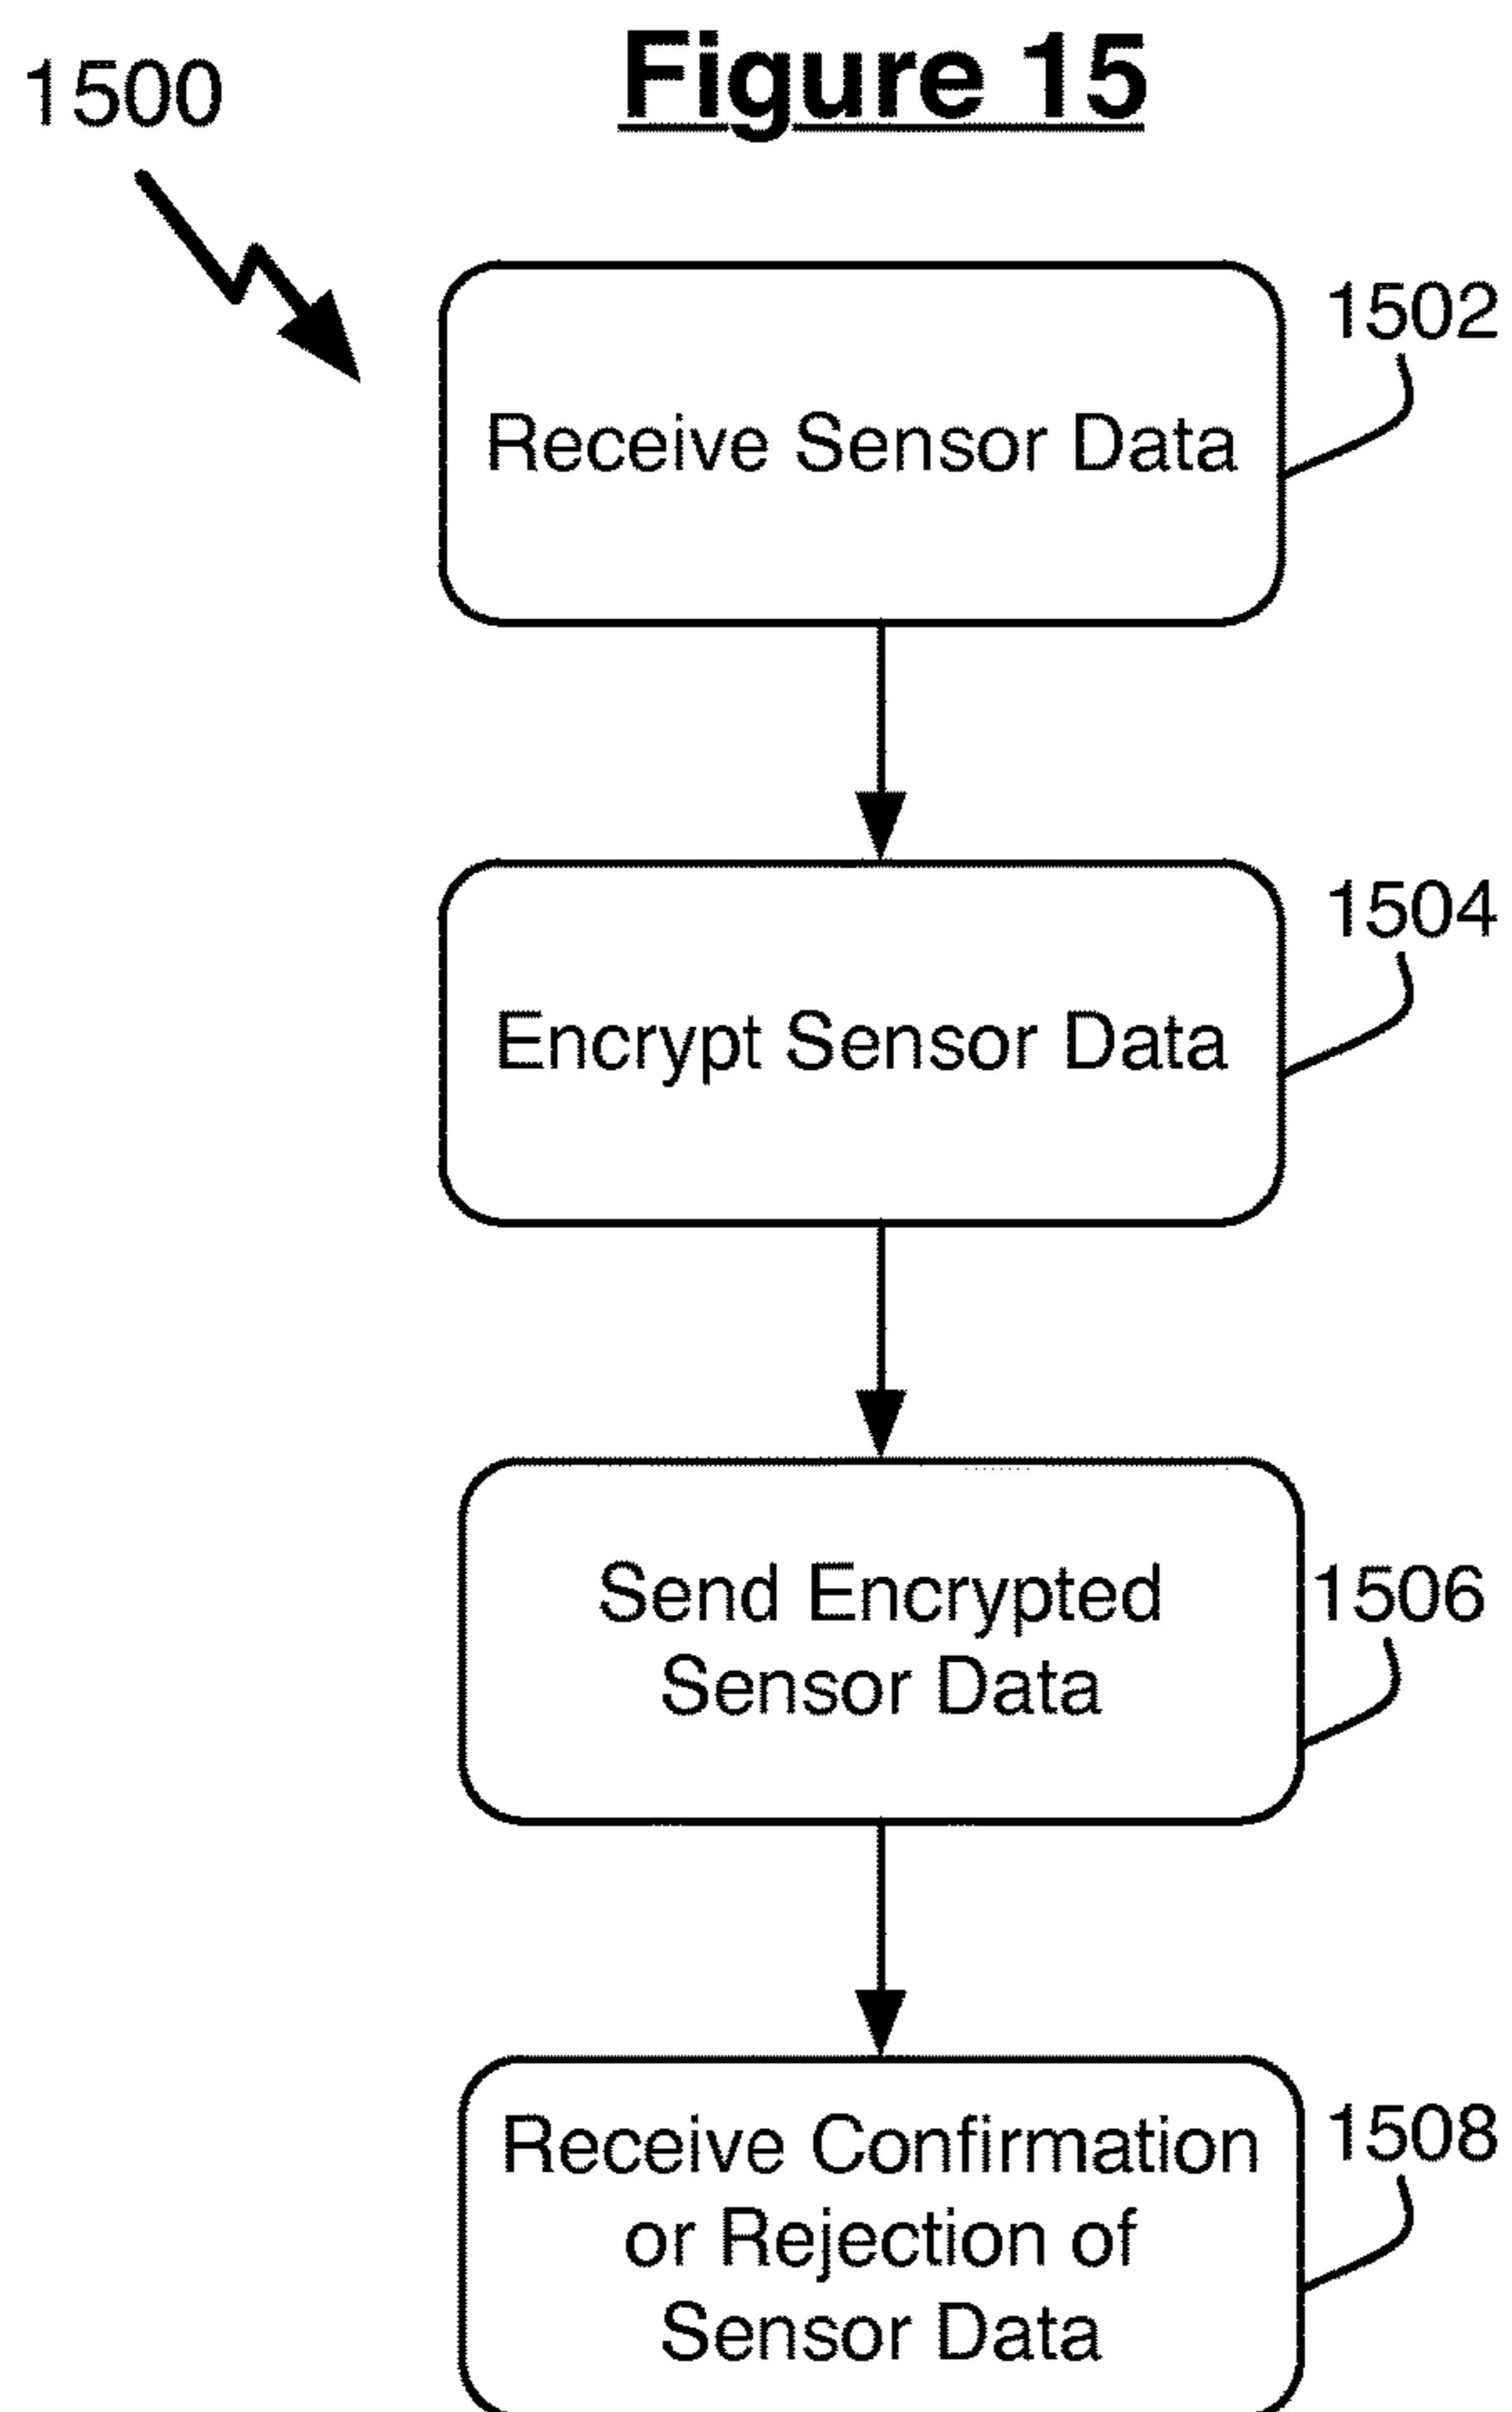 Figure 15
1500
1502
Receive Sensor Data
1504
Encrypt Sensor Data
Send Encrypted
Sensor Data
1506
Receive Confirmation
or Rejection of
Sensor Data
1508